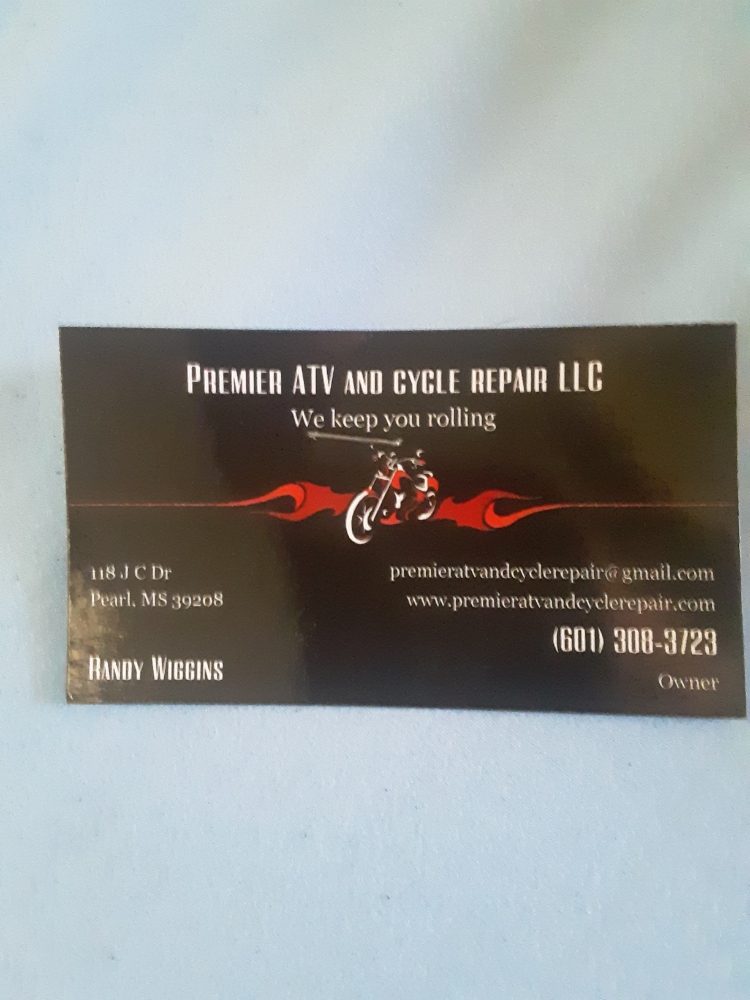 PREMIER ATV AND CYCLE REPAIR LLC
We keep you rolling
118 J C Dr
Pearl, MS 39208
premieratvandcyclerepair@gmail.com
www.premieratvandcyclerepair.com
(601) 308-3723
RANDY WIGGINS
Owner